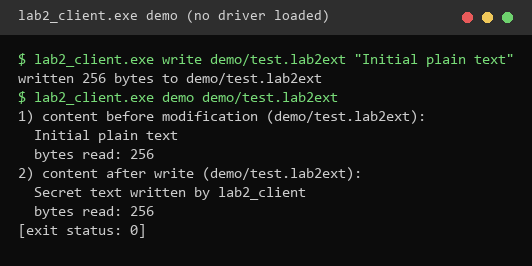 lab2_client.exe demo (no driver loaded)
$ lab2_client.exe write demo/test.lab2ext "Initial plain text"
written 256 bytes to demo/test.lab2ext
$ lab2_client.exe demo demo/test.lab2ext
1) content before modification (demo/test.lab2ext):
  Initial plain text
  bytes read: 256
2) content after write (demo/test.lab2ext):
  Secret text written by lab2_client
  bytes read: 256
[exit status: 0]